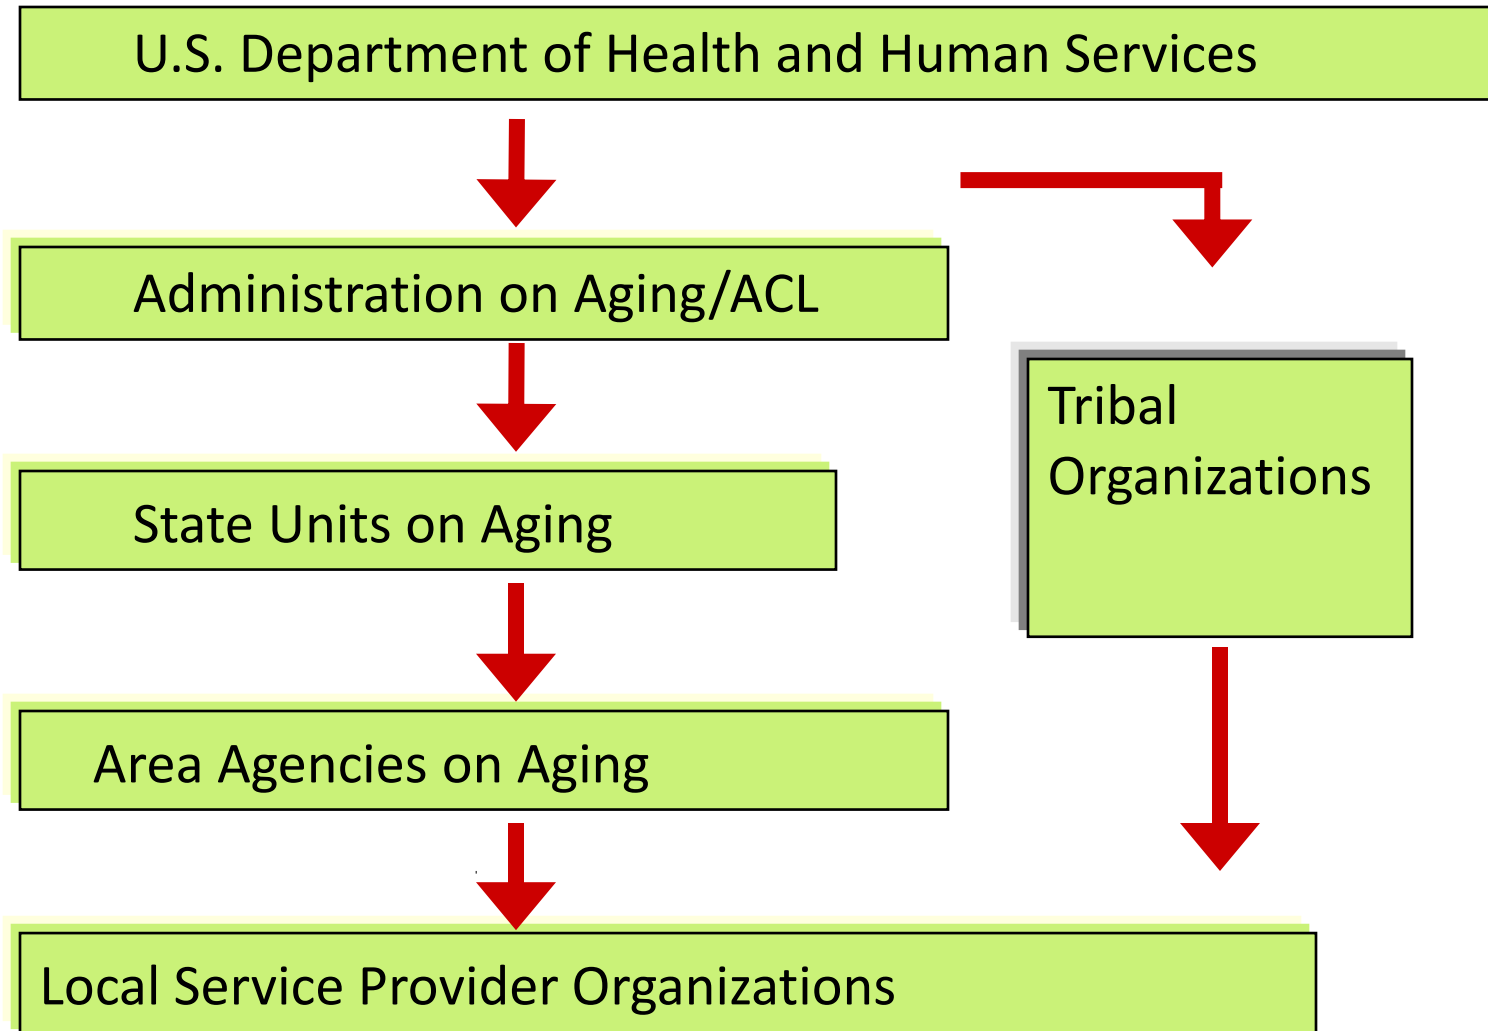 U.S. Department of Health and Human Services
Administration on Aging/ACL
Tribal
Organizations
State Units on Aging
Area Agencies on Aging
Local Service Provider Organizations